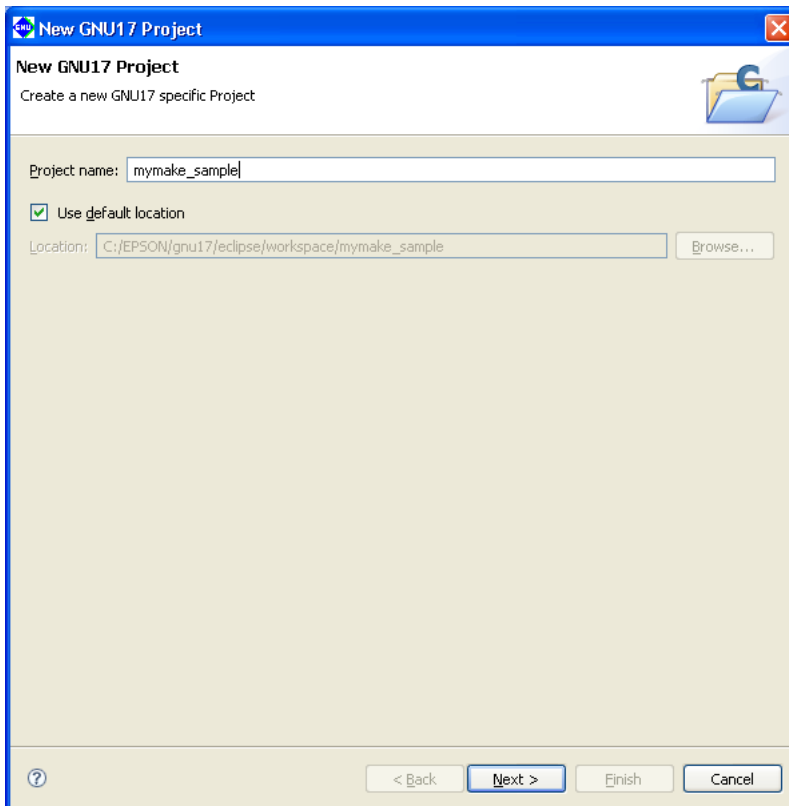 GNU New GNU17 Project
New GNU17 Project
Create a new GNU17 specific Project
G
Project name: mymake_sample
Use default location
Location: C:/EPSON/gnu17/eclipse/workspace/mymake_sample Browse...
? < Back Next > Finish Cancel